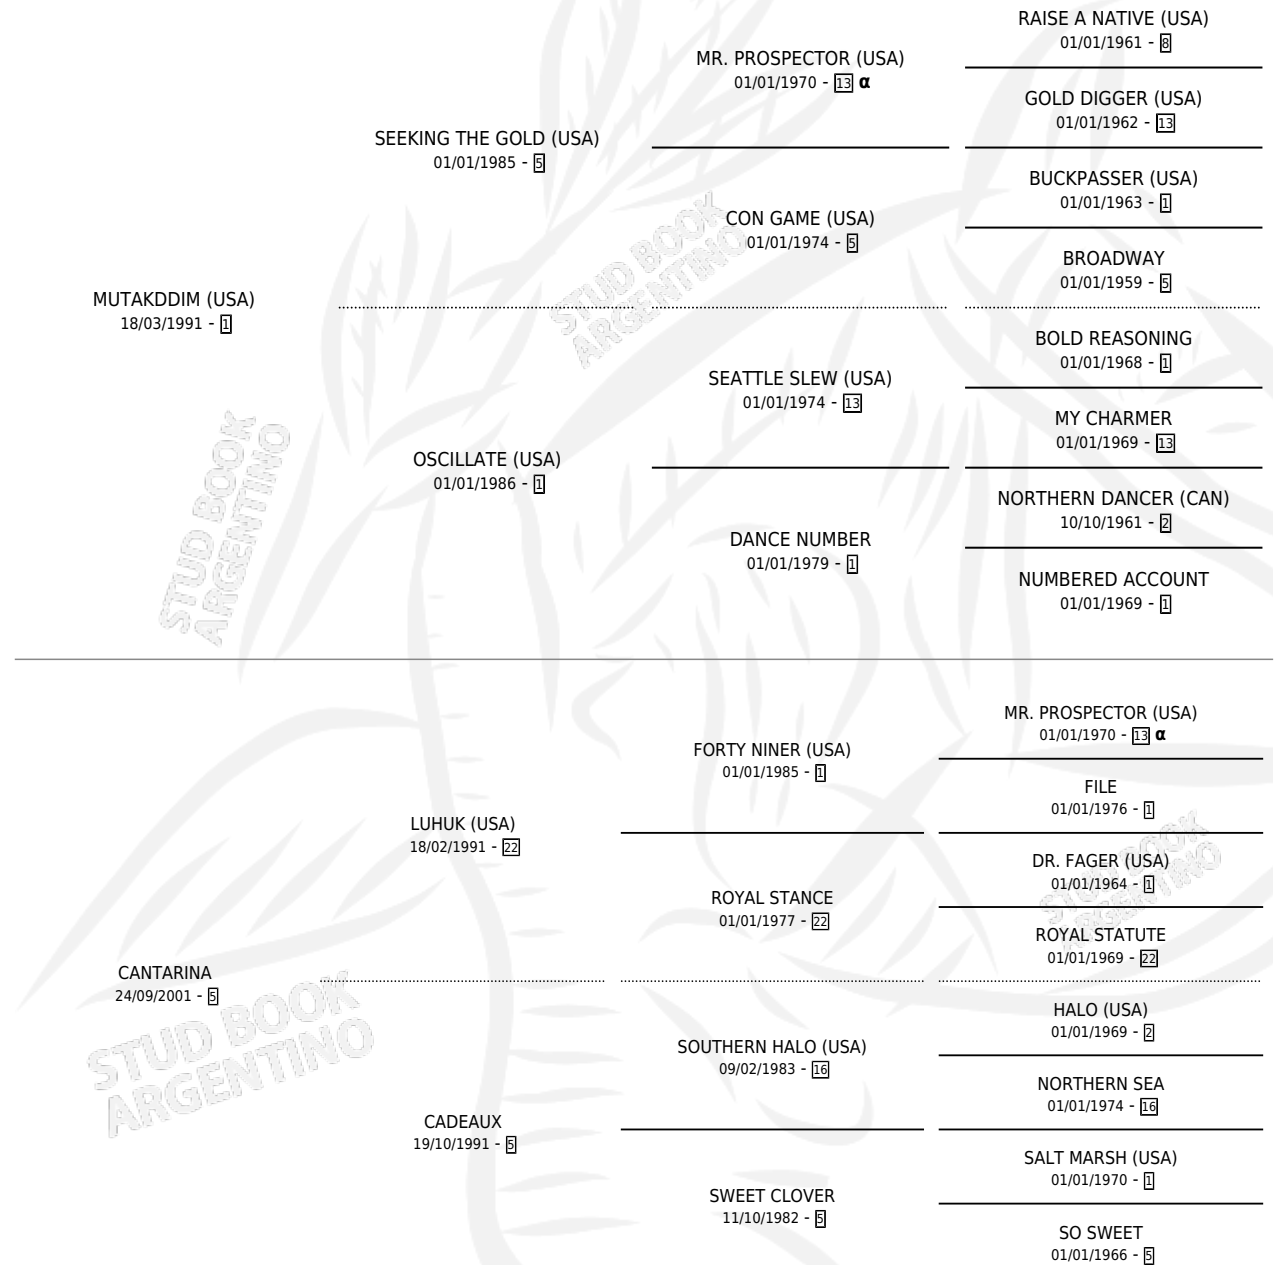 RAISE A NATIVE (USA)
01/01/1961 - 8
MR. PROSPECTOR (USA)
01/01/1970 - 13 α
GOLD DIGGER (USA)
01/01/1962 - 13
SEEKING THE GOLD (USA)
01/01/1985 - 5
BUCKPASSER (USA)
01/01/1963 - 1
CON GAME (USA)
01/01/1974 - 5
BROADWAY
01/01/1959 - 5
MUTAKDDIM (USA)
18/03/1991 - 1
BOLD REASONING
01/01/1968 - 1
SEATTLE SLEW (USA)
01/01/1974 - 13
MY CHARMER
01/01/1969 - 13
OSCILLATE (USA)
01/01/1986 - 1
NORTHERN DANCER (CAN)
10/10/1961 - 2
DANCE NUMBER
01/01/1979 - 1
NUMBERED ACCOUNT
01/01/1969 - 1
MR. PROSPECTOR (USA)
01/01/1970 - 13 α
FORTY NINER (USA)
01/01/1985 - 1
FILE
01/01/1976 - 1
LUHUK (USA)
18/02/1991 - 22
DR. FAGER (USA)
01/01/1964 - 1
ROYAL STANCE
01/01/1977 - 22
ROYAL STATUTE
01/01/1969 - 22
CANTARINA
24/09/2001 - 5
HALO (USA)
01/01/1969 - 2
SOUTHERN HALO (USA)
09/02/1983 - 16
NORTHERN SEA
01/01/1974 - 16
CADEAUX
19/10/1991 - 5
SALT MARSH (USA)
01/01/1970 - 1
SWEET CLOVER
11/10/1982 - 5
SO SWEET
01/01/1966 - 5
STUD BOOK
ARGENTINO
STUD BOOK
ARGENTINO
STUD BOOK
ARGENTINO
STUD BOOK
ARGENTINO